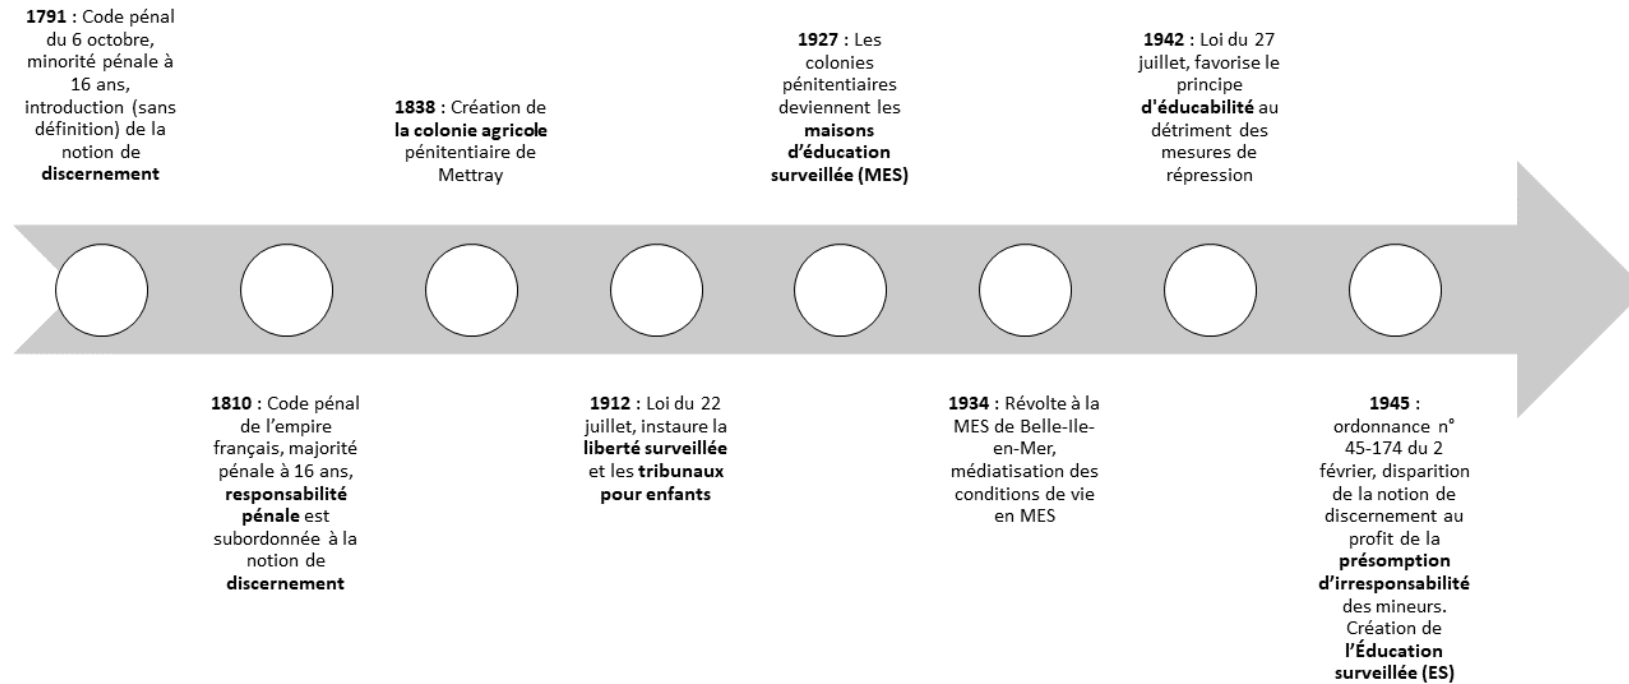 1791 : Code pénal
du 6 octobre,
minorité pénale à
16 ans,
introduction (sans
définition) de la
notion de
discernement
1810 : Code pénal
de l’empire
français, majorité
pénale à 16 ans,
responsabilité
pénale est
subordonnée à la
notion de
discernement
1838 : Création de
la colonie agricole
pénitentiaire de
Mettray
1912 : Loi du 22
juillet, instaure la
liberté surveillée
et les tribunaux
pour enfants
1927 : Les
colonies
pénitentiaires
deviennent les
maisons
d’éducation
surveillée (MES)
1934 : Révolte à la
MES de Belle-Ile-
en-Mer,
médiatisation des
conditions de vie
en MES
1942 : Loi du 27
juillet, favorise le
principe
d'éducabilité au
détriment des
mesures de
répression
1945 :
ordonnance n°
45-174 du 2
février, disparition
de la notion de
discernement au
profit de la
présomption
d’irresponsabilité
des mineurs.
Création de
l’Éducation
surveillée (ES)